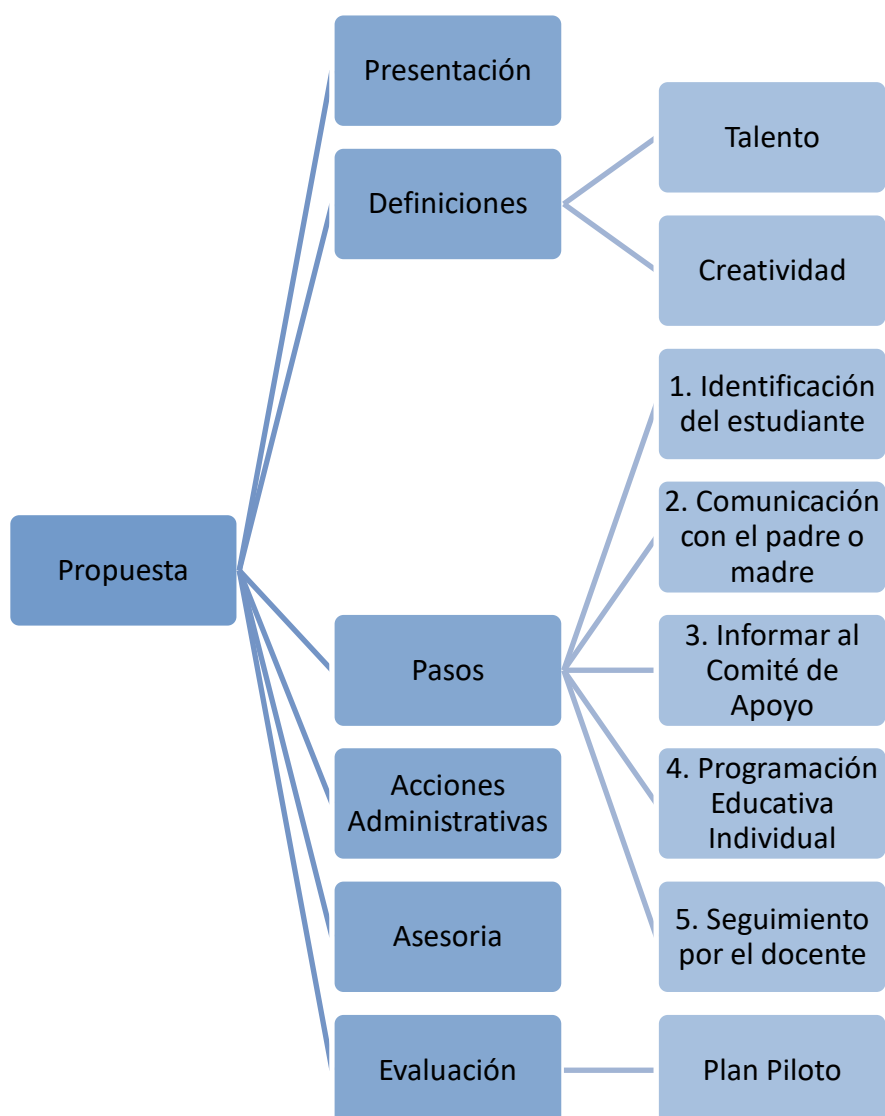 Propuesta
Presentación
Definiciones
Talento
Creatividad
Pasos
1. Identificación
del estudiante
2. Comunicación
con el padre o
madre
3. Informar al
Comité de
Apoyo
4. Programación
Educativa
Individual
5. Seguimiento
por el docente
Acciones
Administrativas
Asesoria
Evaluación
Plan Piloto